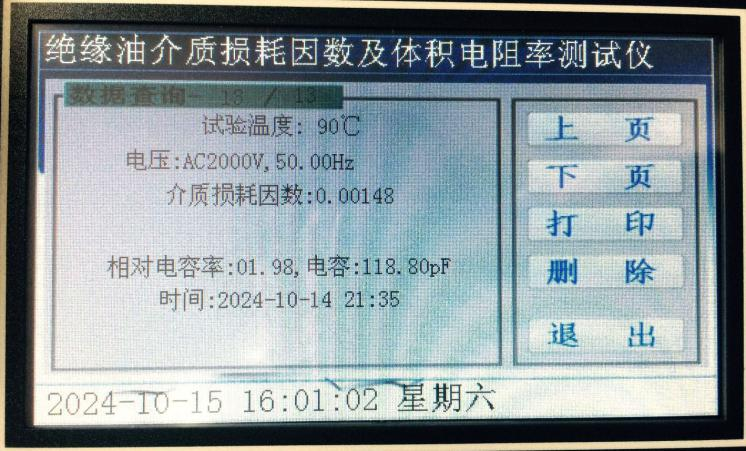 绝缘油介质损耗因数及体积电阻率测试仪
数据查询- 13 / 13
试验温度: 90℃
电压:AC2000V,50.00Hz
介质损耗因数:0.00148
相对电容率:01.98,电容:118.80pF
时间:2024-10-14 21:35
上 页
下 页
打 印
删 除
退 出
2024-10-15 16:01:02 星期六